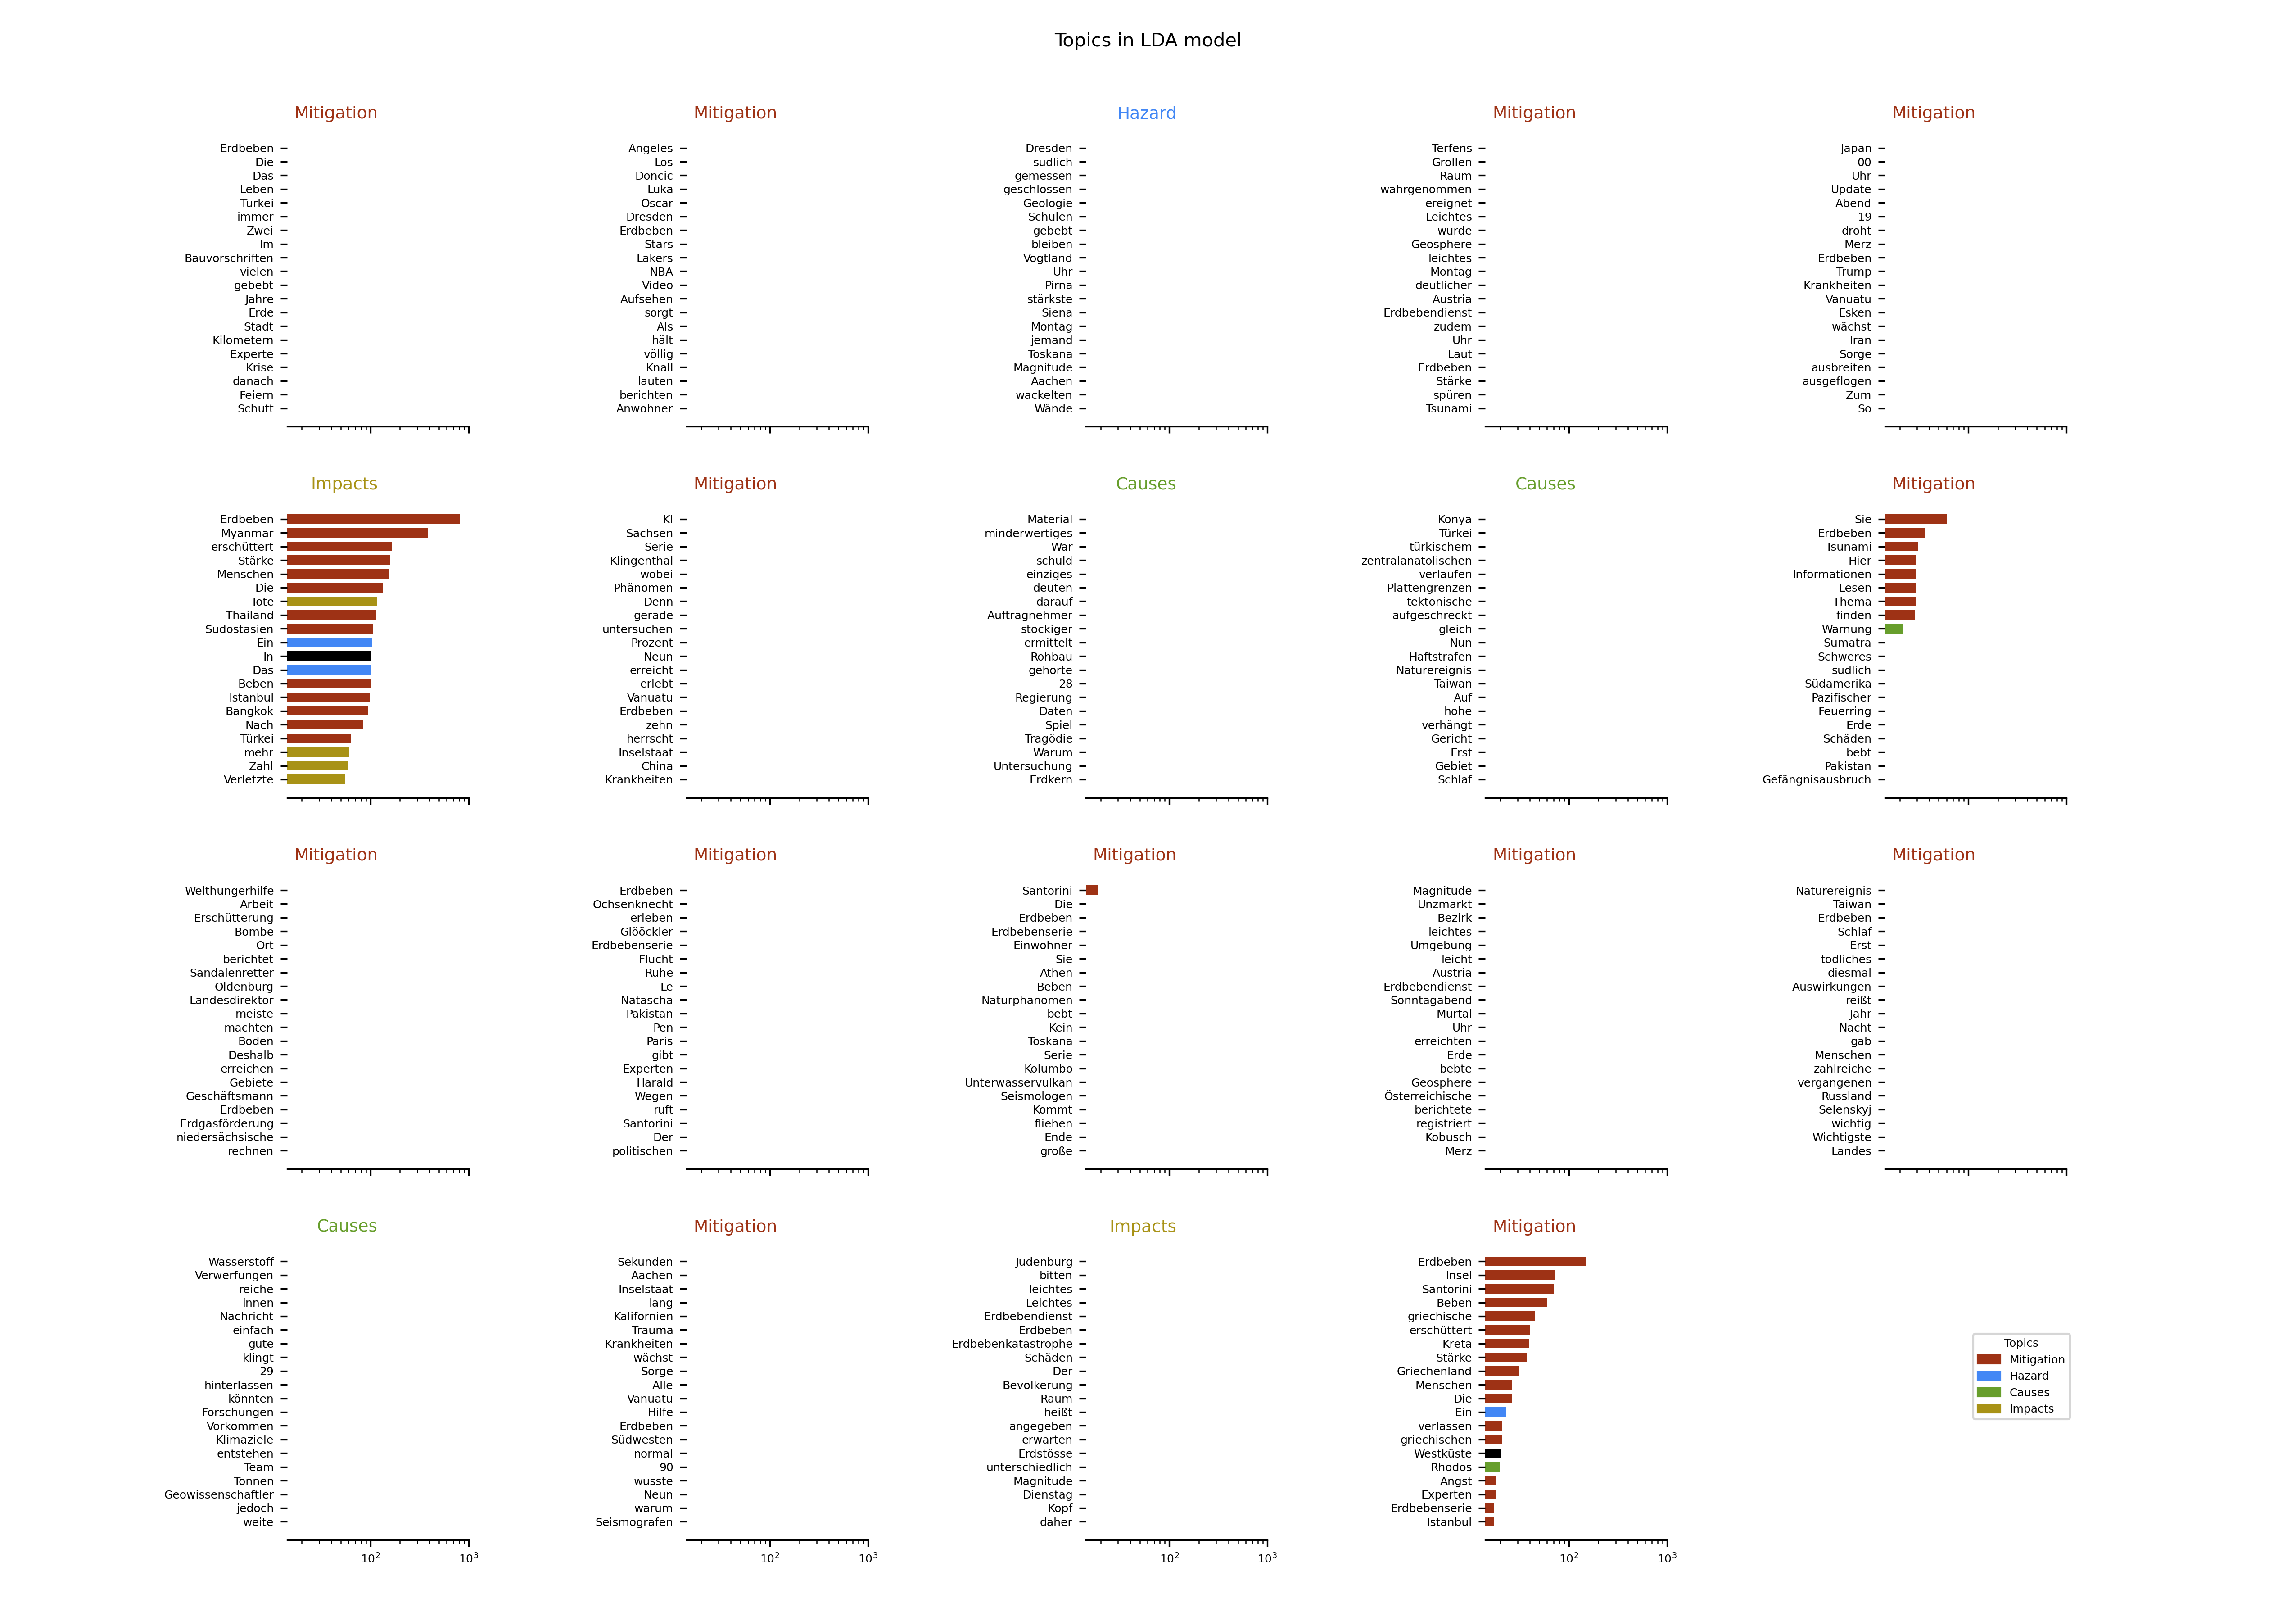 Topics in LDA model
Mitigation
Erdbeben
Die
Das
Leben
Türkei
immer
Zwei
Im
Bauvorschriften
vielen
gebebt
Jahre
Erde
Stadt
Kilometern
Experte
Krise
danach
Feiern
Schutt
Mitigation
Angeles
Los
Doncic
Luka
Oscar
Dresden
Erdbeben
Stars
Lakers
NBA
Video
Aufsehen
sorgt
Als
hält
völlig
Knall
lauten
berichten
Anwohner
Hazard
Dresden
südlich
gemessen
geschlossen
Geologie
Schulen
gebebt
bleiben
Vogtland
Uhr
Pirna
stärkste
Siena
Montag
jemand
Toskana
Magnitude
Aachen
wackelten
Wände
Mitigation
Terfens
Grollen
Raum
wahrgenommen
ereignet
Leichtes
wurde
Geosphere
leichtes
Montag
deutlicher
Austria
Erdbebendienst
zudem
Uhr
Laut
Erdbeben
Stärke
spüren
Tsunami
Mitigation
Japan
00
Uhr
Update
Abend
19
droht
Merz
Erdbeben
Trump
Krankheiten
Vanuatu
Esken
wächst
Iran
Sorge
ausbreiten
ausgeflogen
Zum
So
Impacts
Erdbeben
Myanmar
erschüttert
Stärke
Menschen
Die
Tote
Thailand
Südostasien
Ein
In
Das
Beben
Istanbul
Bangkok
Nach
Türkei
mehr
Zahl
Verletzte
Mitigation
KI
Sachsen
Serie
Klingenthal
wobei
Phänomen
Denn
gerade
untersuchen
Prozent
Neun
erreicht
erlebt
Vanuatu
Erdbeben
zehn
herrscht
Inselstaat
China
Krankheiten
Causes
Material
minderwertiges
War
schuld
einziges
deuten
darauf
Auftragnehmer
stöckiger
ermittelt
Rohbau
gehörte
28
Regierung
Daten
Spiel
Tragödie
Warum
Untersuchung
Erdkern
Causes
Konya
Türkei
türkischem
zentralanatolischen
verlaufen
Plattengrenzen
tektonische
aufgeschreckt
gleich
Nun
Haftstrafen
Naturereignis
Taiwan
Auf
hohe
verhängt
Gericht
Erst
Gebiet
Schlaf
Mitigation
Sie
Erdbeben
Tsunami
Hier
Informationen
Lesen
Thema
finden
Warnung
Sumatra
Schweres
südlich
Südamerika
Pazifischer
Feuerring
Erde
Schäden
bebt
Pakistan
Gefängnisausbruch
Mitigation
Welthungerhilfe
Arbeit
Erschütterung
Bombe
Ort
berichtet
Sandalenretter
Oldenburg
Landesdirektor
meiste
machten
Boden
Deshalb
erreichen
Gebiete
Geschäftsmann
Erdbeben
Erdgasförderung
niedersächsische
rechnen
Mitigation
Erdbeben
Ochsenknecht
erleben
Glööckler
Erdbebenserie
Flucht
Ruhe
Le
Natascha
Pakistan
Pen
Paris
gibt
Experten
Harald
Wegen
ruft
Santorini
Der
politischen
Mitigation
Santorini
Die
Erdbeben
Erdbebenserie
Einwohner
Sie
Athen
Beben
Naturphänomen
bebt
Kein
Toskana
Serie
Kolumbo
Unterwasservulkan
Seismologen
Kommt
fliehen
Ende
große
Mitigation
Magnitude
Unzmarkt
Bezirk
leichtes
Umgebung
leicht
Austria
Erdbebendienst
Sonntagabend
Murtal
Uhr
erreichten
Erde
bebte
Geosphere
Österreichische
berichtete
registriert
Kobusch
Merz
Mitigation
Naturereignis
Taiwan
Erdbeben
Schlaf
Erst
tödliches
diesmal
Auswirkungen
reißt
Jahr
Nacht
gab
Menschen
zahlreiche
vergangenen
Russland
Selenskyj
wichtig
Wichtigste
Landes
Causes
Wasserstoff
Verwerfungen
reiche
innen
Nachricht
einfach
gute
klingt
29
hinterlassen
könnten
Forschungen
Vorkommen
Klimaziele
entstehen
Team
Tonnen
Geowissenschaftler
jedoch
weite
10²
10³
Mitigation
Sekunden
Aachen
Inselstaat
lang
Kalifornien
Trauma
Krankheiten
wächst
Sorge
Alle
Vanuatu
Hilfe
Erdbeben
Südwesten
normal
90
wusste
Neun
warum
Seismografen
10²
10³
Impacts
Judenburg
bitten
leichtes
Leichtes
Erdbebendienst
Erdbeben
Erdbebenkatastrophe
Schäden
Der
Bevölkerung
Raum
heißt
angegeben
erwarten
Erdstösse
unterschiedlich
Magnitude
Dienstag
Kopf
daher
10²
10³
Mitigation
Erdbeben
Insel
Santorini
Beben
griechische
erschüttert
Kreta
Stärke
Griechenland
Menschen
Die
Ein
verlassen
griechischen
Westküste
Rhodos
Angst
Experten
Erdbebenserie
Istanbul
10²
10³
Topics
Mitigation
Hazard
Causes
Impacts